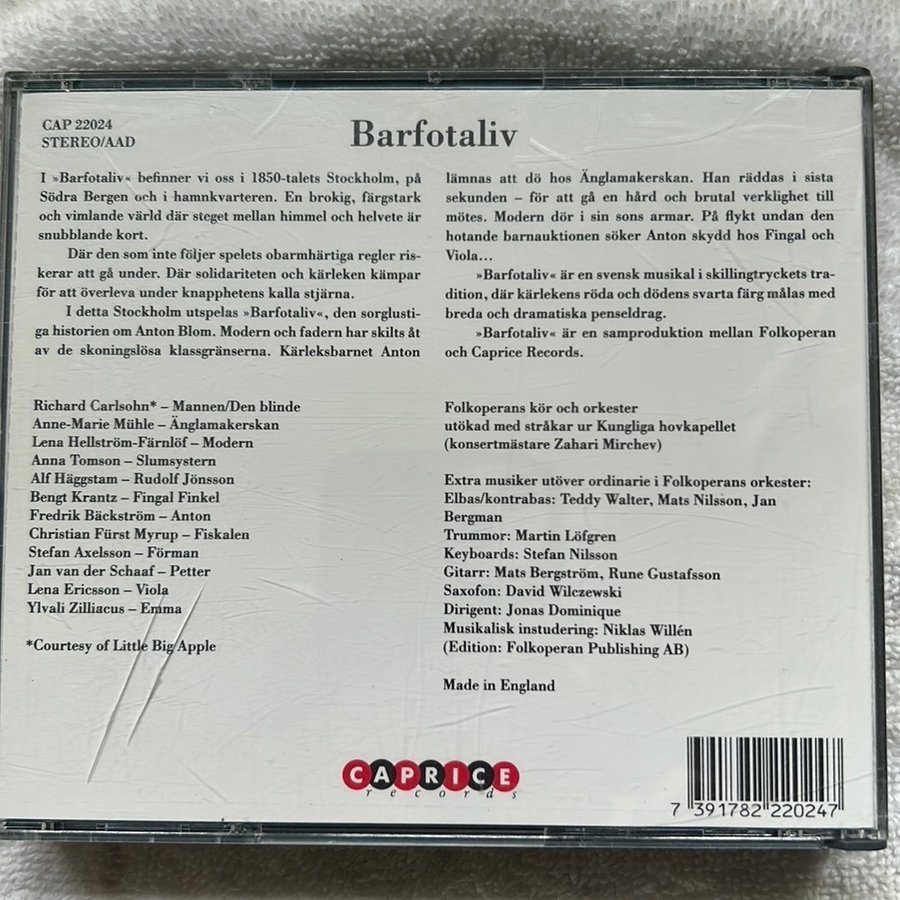 CAP 22024
STEREO/AAD
Barfotaliv
I »Barfotaliv« befinner vi oss i 1850-talets Stockholm, på
Södra Bergen och i hamnkvarteren. En brokig, färgstark
och vimlande värld där steget mellan himmel och helvete är
snubblande kort.
Där den som inte följer spelets obarmhärtiga regler ris-
kerar att gå under. Där solidariteten och kärleken kämpar
för att överleva under knapphetens kalla stjärna.
I detta Stockholm utspelas »Barfotaliv«, den sorglusti-
ga historien om Anton Blom. Modern och fadern har skilts åt
av de skoningslösa klassgränserna. Kärleksbarnet Anton
lämnas att dö hos Änglamakerskan. Han räddas i sista
sekunden – för att gå en hård och brutal verklighet till
mötes. Modern dör i sin sons armar. På flykt undan den
hotande barnauktionen söker Anton skydd hos Fingal och
Viola...
»Barfotaliv« är en svensk musikal i skillingtryckets tra-
dition, där kärlekens röda och dödens svarta färg målas med
breda och dramatiska penseldrag.
»Barfotaliv« är en samproduktion mellan Folkoperan
och Caprice Records.
Richard Carlsohn* – Mannen/Den blinde
Anne-Marie Mühle – Änglamakerskan
Lena Hellström-Färnlöf – Modern
Anna Tomson – Slumsystern
Alf Häggstam – Rudolf Jönsson
Bengt Krantz – Fingal Finkel
Fredrik Bäckström – Anton
Christian Fürst Myrup – Fiskalen
Stefan Axelsson – Förman
Jan van der Schaaf – Petter
Lena Ericsson – Viola
Ylvali Zilliacus – Emma
*Courtesy of Little Big Apple
Folkoperans kör och orkester
utökad med stråkar ur Kungliga hovkapellet
(konsertmästare Zahari Mirchev)
Extra musiker utöver ordinarie i Folkoperans orkester:
Elbas/kontrabas: Teddy Walter, Mats Nilsson, Jan
Bergman
Trummor: Martin Löfgren
Keyboards: Stefan Nilsson
Gitarr: Mats Bergström, Rune Gustafsson
Saxofon: David Wilczewski
Dirigent: Jonas Dominique
Musikalisk instudering: Niklas Willén
(Edition: Folkoperan Publishing AB)
Made in England
CAPRICE
records
7 391782 220247